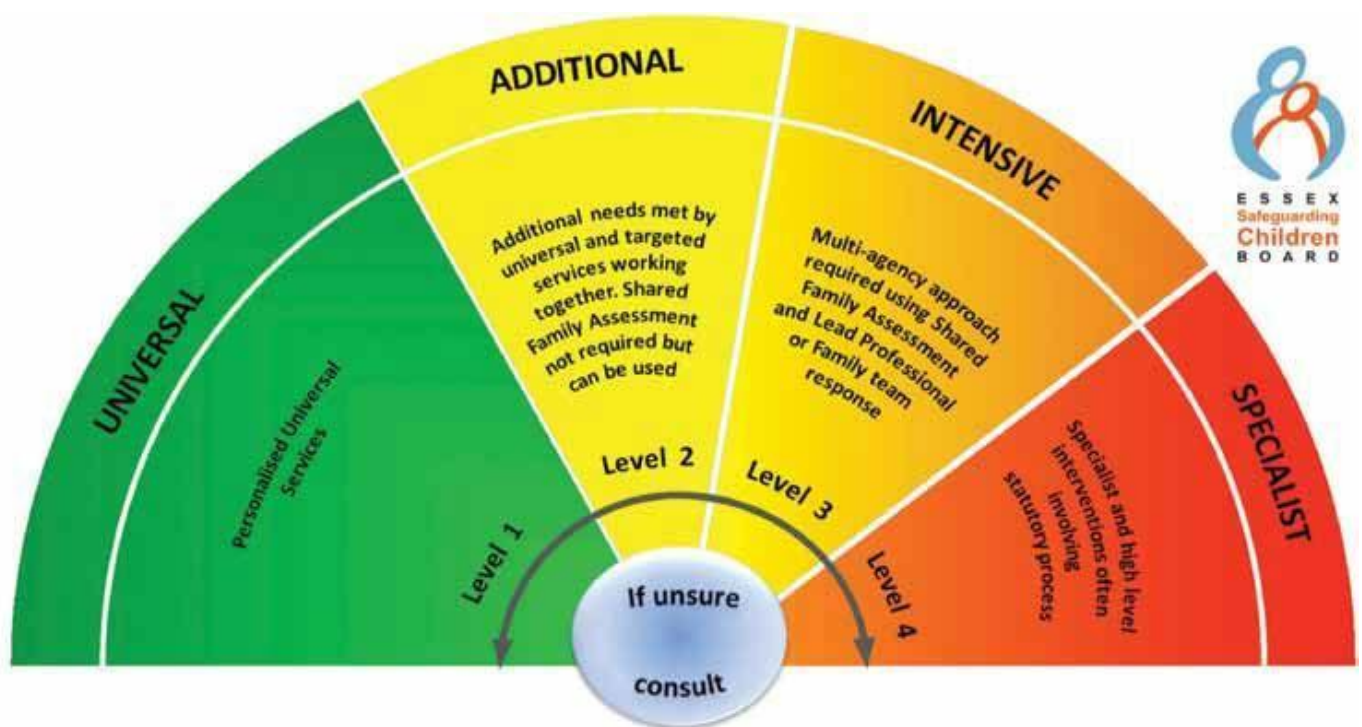 UNIVERSAL
Personalised Universal
Services
Level 1
ADDITIONAL
Additional needs met by
universal and targeted
services working
together. Shared
Family Assessment
not required but
can be used
Level 2
INTENSIVE
Multi-agency approach
required using Shared
Family Assessment
and Lead Professional
or Family team
response
Level 3
SPECIALIST
Specialist and high level
interventions often
involving
statutory process
Level 4
If unsure
consult
ESSEX
Safeguarding
Children
BOARD